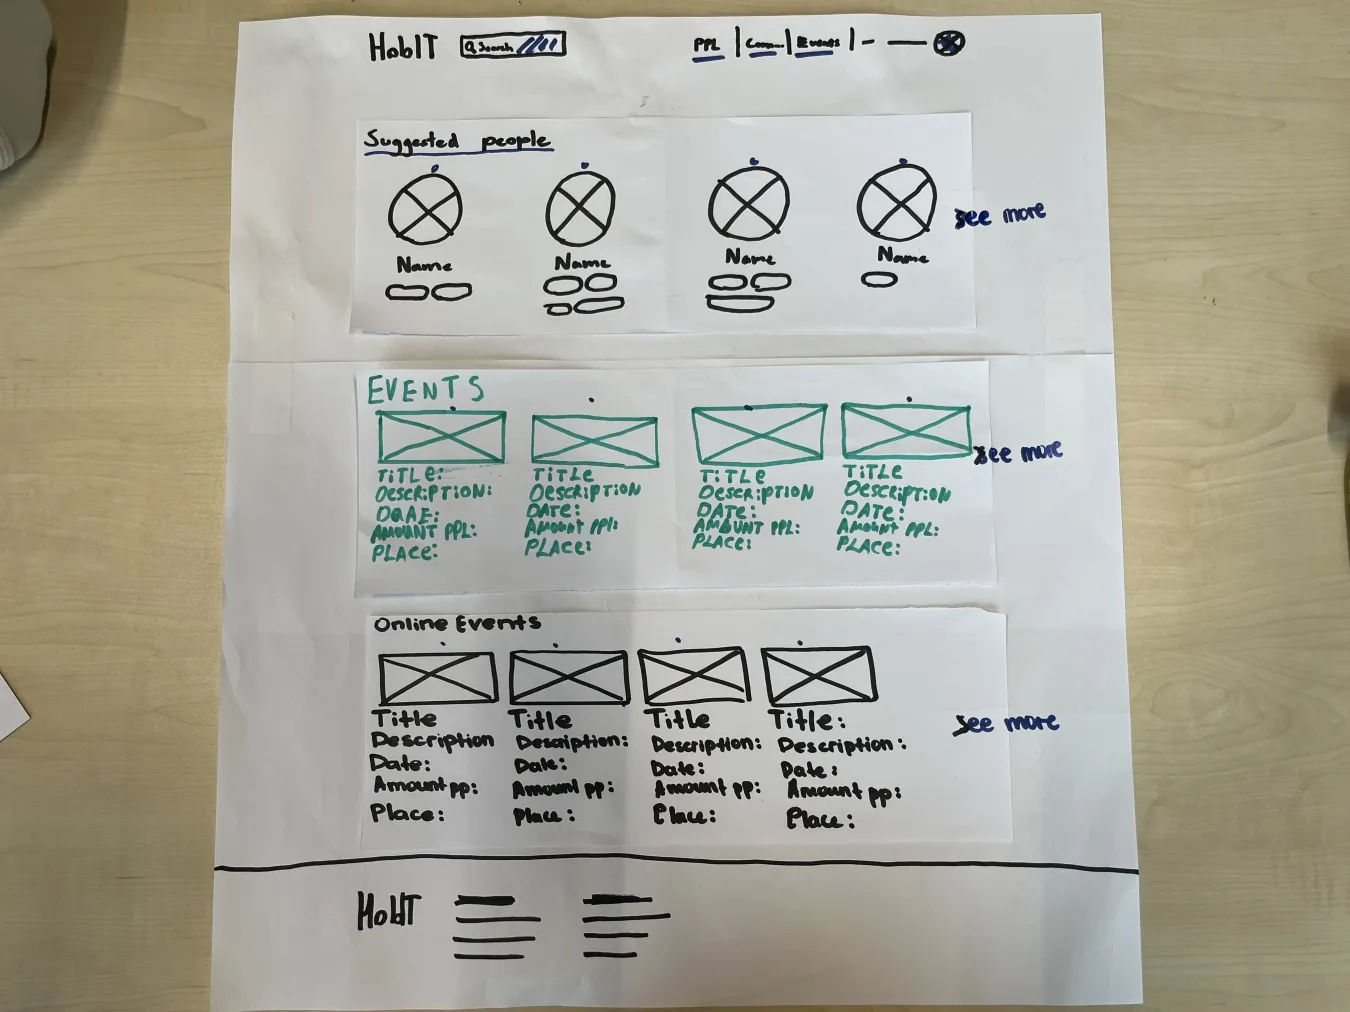 HobIT Search PPL | Com... | Events |
Suggested people
Name Name Name Name
See more
EVENTS
TITLE: TITLE TITLE TITLE
DESCRIPTION: DESCRIPTION DESCRIPTION DESCRIPTION
DQAE: DATE: DATE: DATE:
AMOUNT PPL: AMOUNT PPL: AMOUNT PPL: AMOUNT PPL:
PLACE: PLACE: PLACE: PLACE:
See more
Online Events
Title Title Title Title:
Description Description: Description: Description:
Date: Date: Date: Date:
Amount pp: Amount pp: Amount pp: Amount pp:
Place: Place: Place: Place:
See more
HobIT